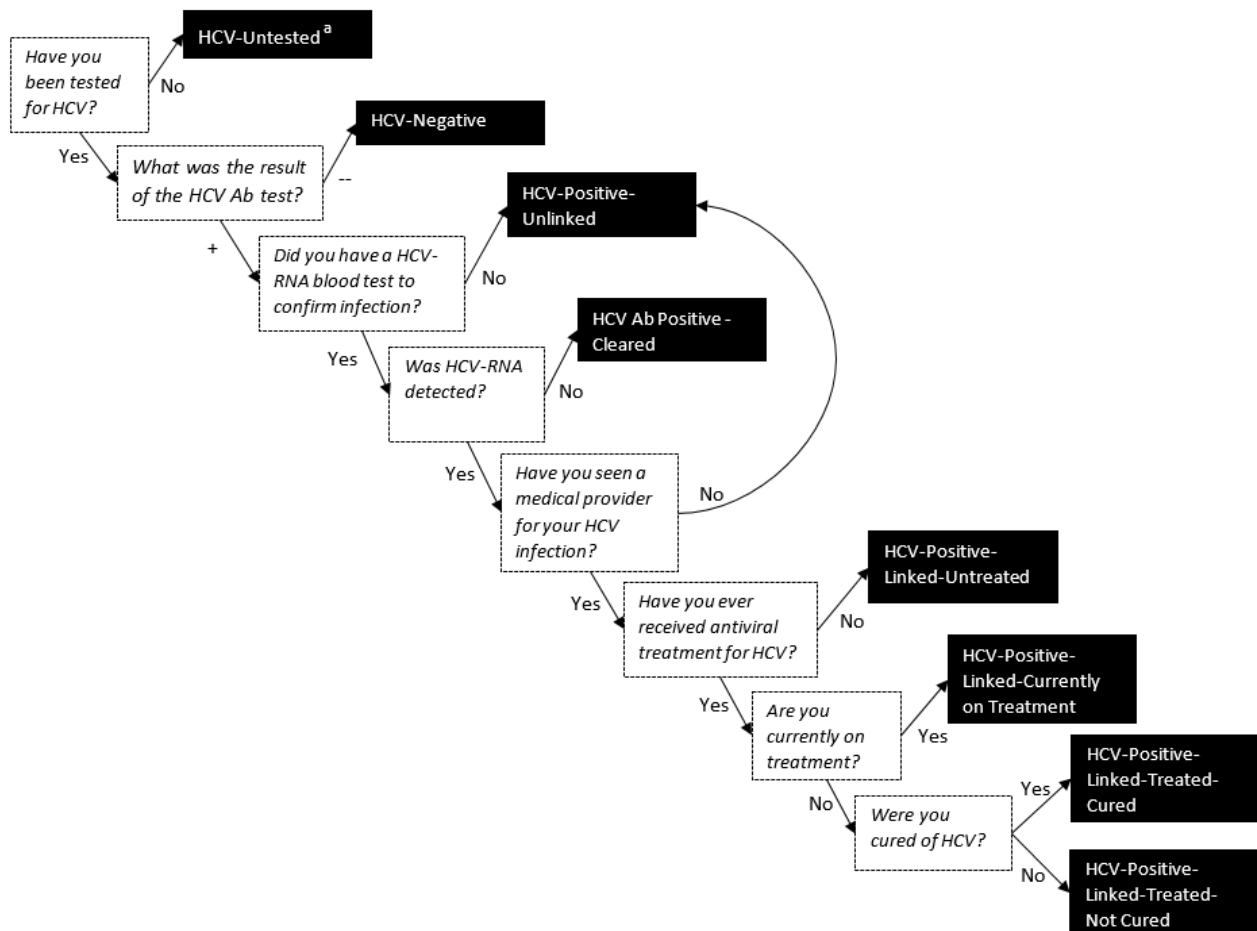 HCV-Untested a
Have you
been tested
for HCV?
No
Yes
HCV-Negative
What was the result
of the HCV Ab test?
--
+
HCV-Positive-
Unlinked
Did you have a HCV-
RNA blood test to
confirm infection?
No
Yes
HCV Ab Positive -
Cleared
Was HCV-RNA
detected?
No
Yes
Have you seen a
medical provider
for your HCV
infection?
No
Yes
HCV-Positive-
Linked-Untreated
Have you ever
received antiviral
treatment for HCV?
No
Yes
HCV-Positive-
Linked-Currently
on Treatment
Are you
currently on
treatment?
Yes
No
HCV-Positive-
Linked-Treated-
Cured
Were you
cured of HCV?
Yes
No
HCV-Positive-
Linked-Treated-
Not Cured